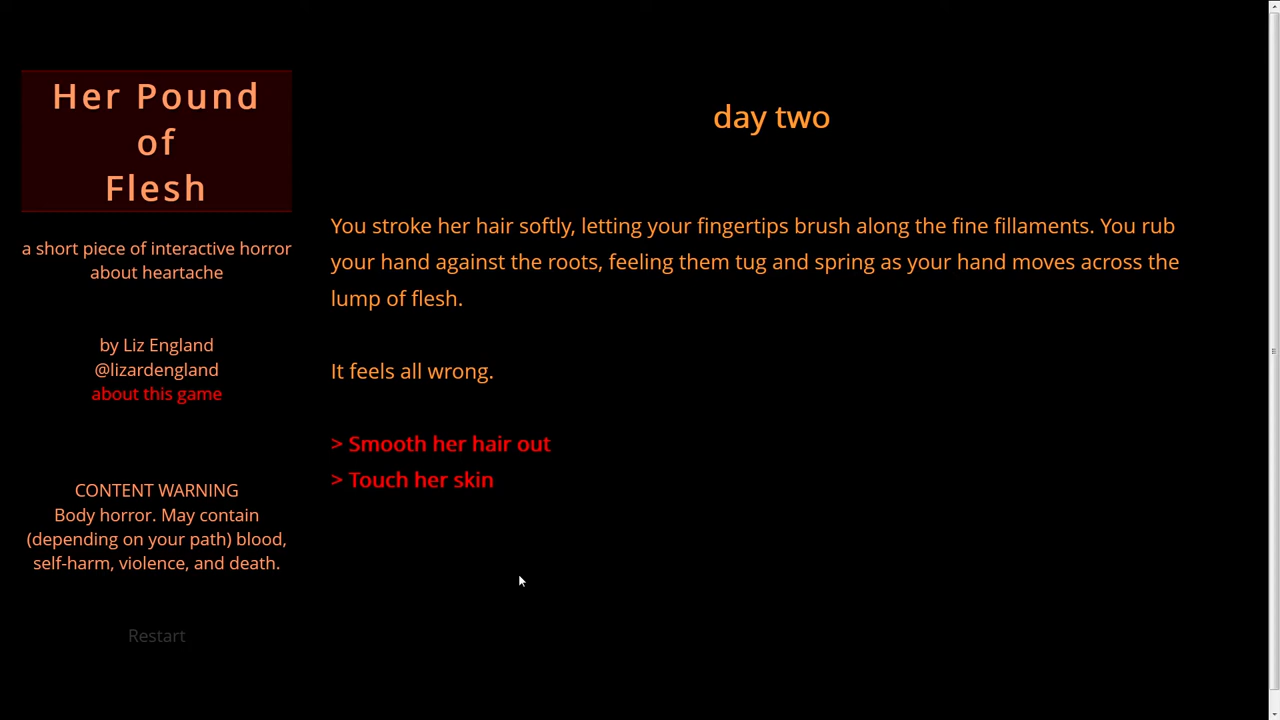 Her Pound
of
Flesh
a short piece of interactive horror
about heartache
by Liz England
@lizardengland
about this game
CONTENT WARNING
Body horror. May contain
(depending on your path) blood,
self-harm, violence, and death.
Restart
day two
You stroke her hair softly, letting your fingertips brush along the fine fillaments. You rub
your hand against the roots, feeling them tug and spring as your hand moves across the
lump of flesh.
It feels all wrong.
> Smooth her hair out
> Touch her skin